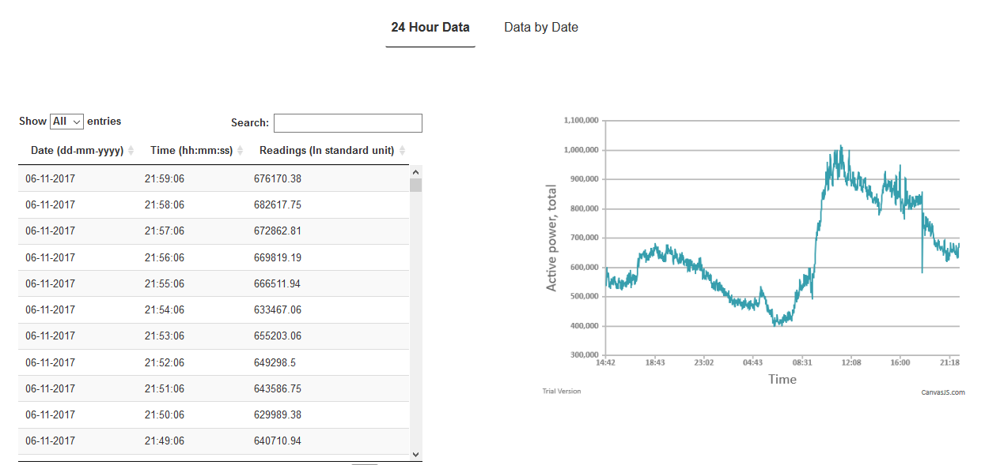 24 Hour Data Data by Date
Show All entries Search:
Date (dd-mm-yyyy) Time (hh:mm:ss) Readings (In standard unit)
06-11-2017 21:59:06 676170.38
06-11-2017 21:58:06 682617.75
06-11-2017 21:57:06 672862.81
06-11-2017 21:56:06 669819.19
06-11-2017 21:55:06 666511.94
06-11-2017 21:54:06 633467.06
06-11-2017 21:53:06 655203.06
06-11-2017 21:52:06 649298.5
06-11-2017 21:51:06 643586.75
06-11-2017 21:50:06 629989.38
06-11-2017 21:49:06 640710.94
Active power, total
1,100,000
1,000,000
900,000
800,000
700,000
600,000
500,000
400,000
300,000
14:42 18:43 23:02 04:43 08:31 12:08 16:00 21:18
Time
Trial Version CanvasJS.com